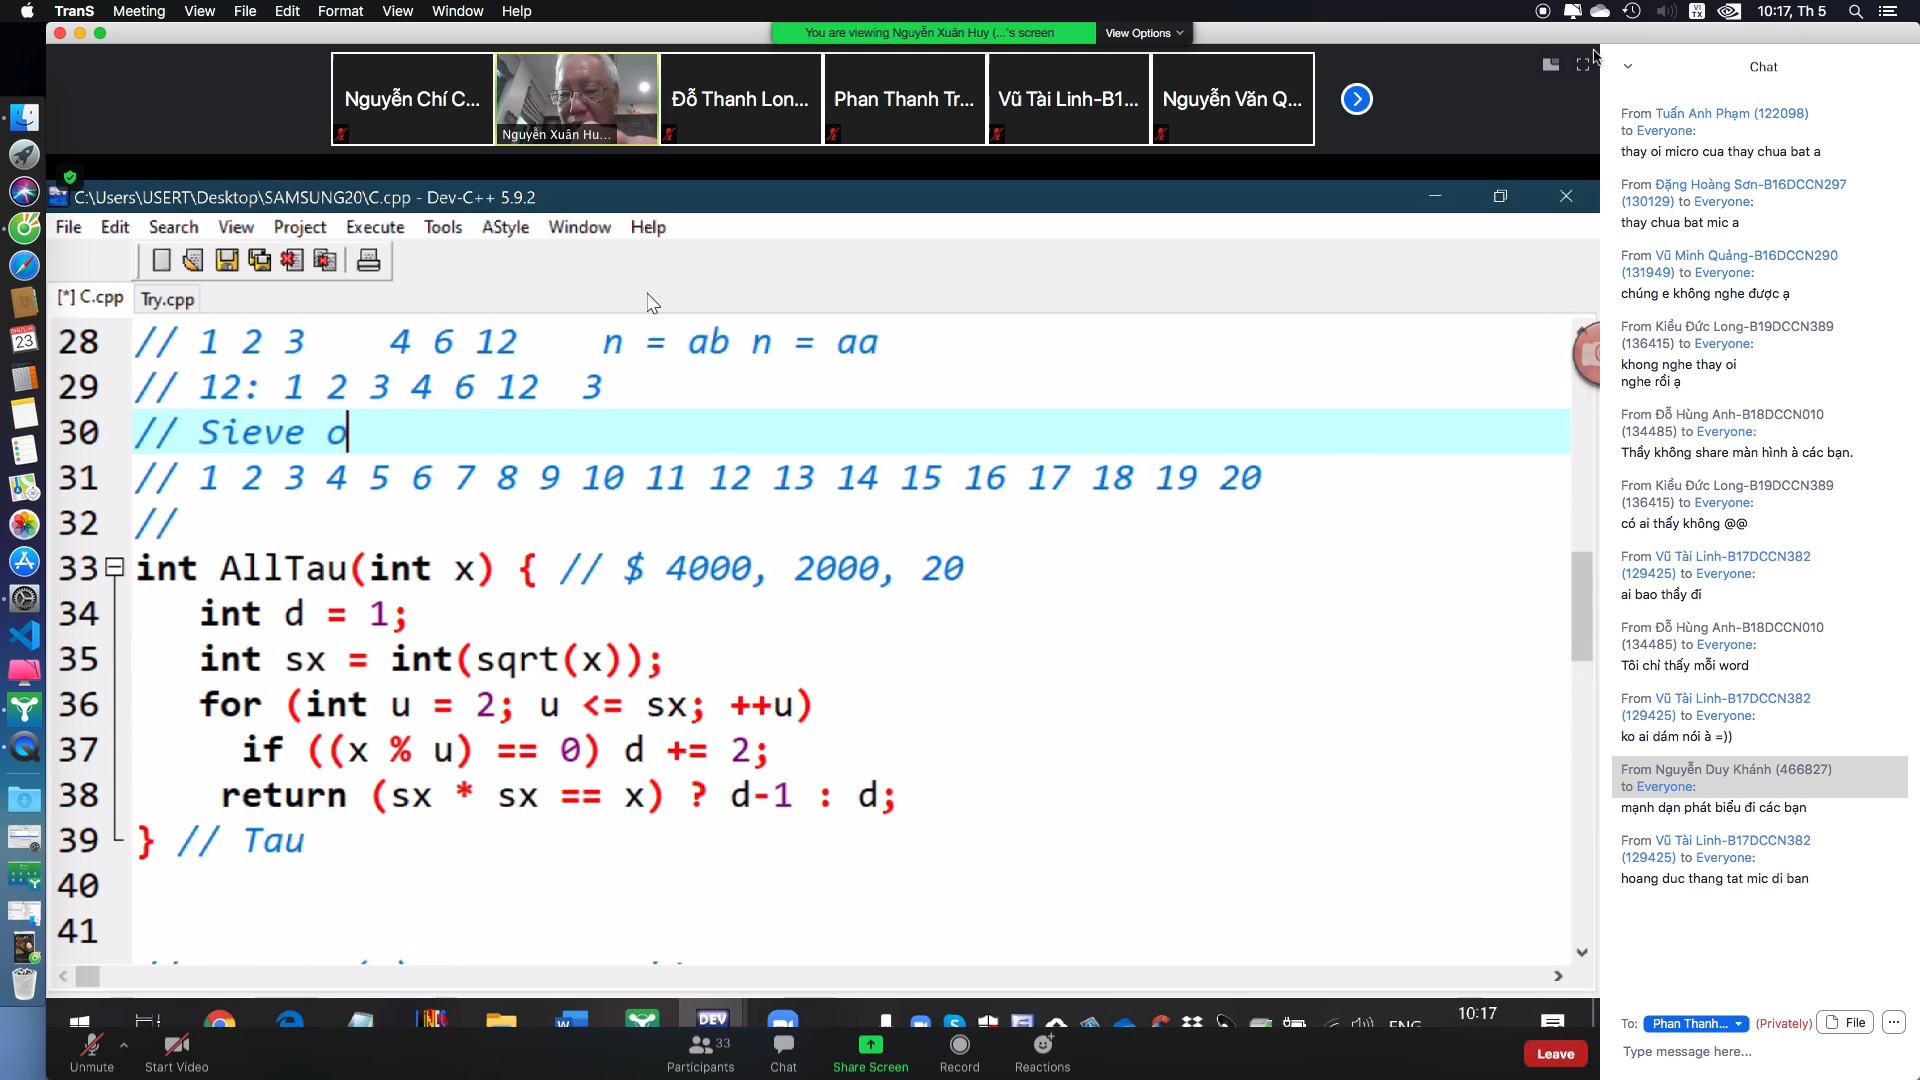 TranS Meeting View File Edit Format View Window Help
VI
TX
10:17, Th 5
You are viewing Nguyễn Xuân Huy (...'s screen
View Options
Nguyễn Chí C...
Nguyễn Xuân Hu...
Đỗ Thanh Lon...
Phan Thanh Tr...
Vũ Tài Linh-B1...
Nguyễn Văn Q...
C:\Users\USERT\Desktop\SAMSUNG20\C.cpp - Dev-C++ 5.9.2
File Edit Search View Project Execute Tools AStyle Window Help
[*] C.cpp Try.cpp
28 // 1 2 3 4 6 12 n = ab n = aa
29 // 12: 1 2 3 4 6 12 3
30 // Sieve o
31 // 1 2 3 4 5 6 7 8 9 10 11 12 13 14 15 16 17 18 19 20
32 //
33 int AllTau(int x) { // $ 4000, 2000, 20
34 int d = 1;
35 int sx = int(sqrt(x));
36 for (int u = 2; u <= sx; ++u)
37 if ((x % u) == 0) d += 2;
38 return (sx * sx == x) ? d-1 : d;
39 } // Tau
40
41
DEV
ENG
10:17
Unmute
Start Video
Participants
33
Chat
Share Screen
Record
Reactions
Leave
Chat
From Tuấn Anh Phạm (122098)
to Everyone:
thay oi micro cua thay chua bat a
From Đặng Hoàng Sơn-B16DCCN297
(130129) to Everyone:
thay chua bat mic a
From Vũ Minh Quảng-B16DCCN290
(131949) to Everyone:
chúng e không nghe được ạ
From Kiều Đức Long-B19DCCN389
(136415) to Everyone:
khong nghe thay oi
nghe rồi ạ
From Đỗ Hùng Anh-B18DCCN010
(134485) to Everyone:
Thầy không share màn hình à các bạn.
From Kiều Đức Long-B19DCCN389
(136415) to Everyone:
có ai thấy không @@
From Vũ Tài Linh-B17DCCN382
(129425) to Everyone:
ai bao thầy đi
From Đỗ Hùng Anh-B18DCCN010
(134485) to Everyone:
Tôi chỉ thấy mỗi word
From Vũ Tài Linh-B17DCCN382
(129425) to Everyone:
ko ai dám nói à =))
From Nguyễn Duy Khánh (466827)
to Everyone:
mạnh dạn phát biểu đi các bạn
From Vũ Tài Linh-B17DCCN382
(129425) to Everyone:
hoang duc thang tat mic di ban
To: Phan Thanh... (Privately) File
Type message here...